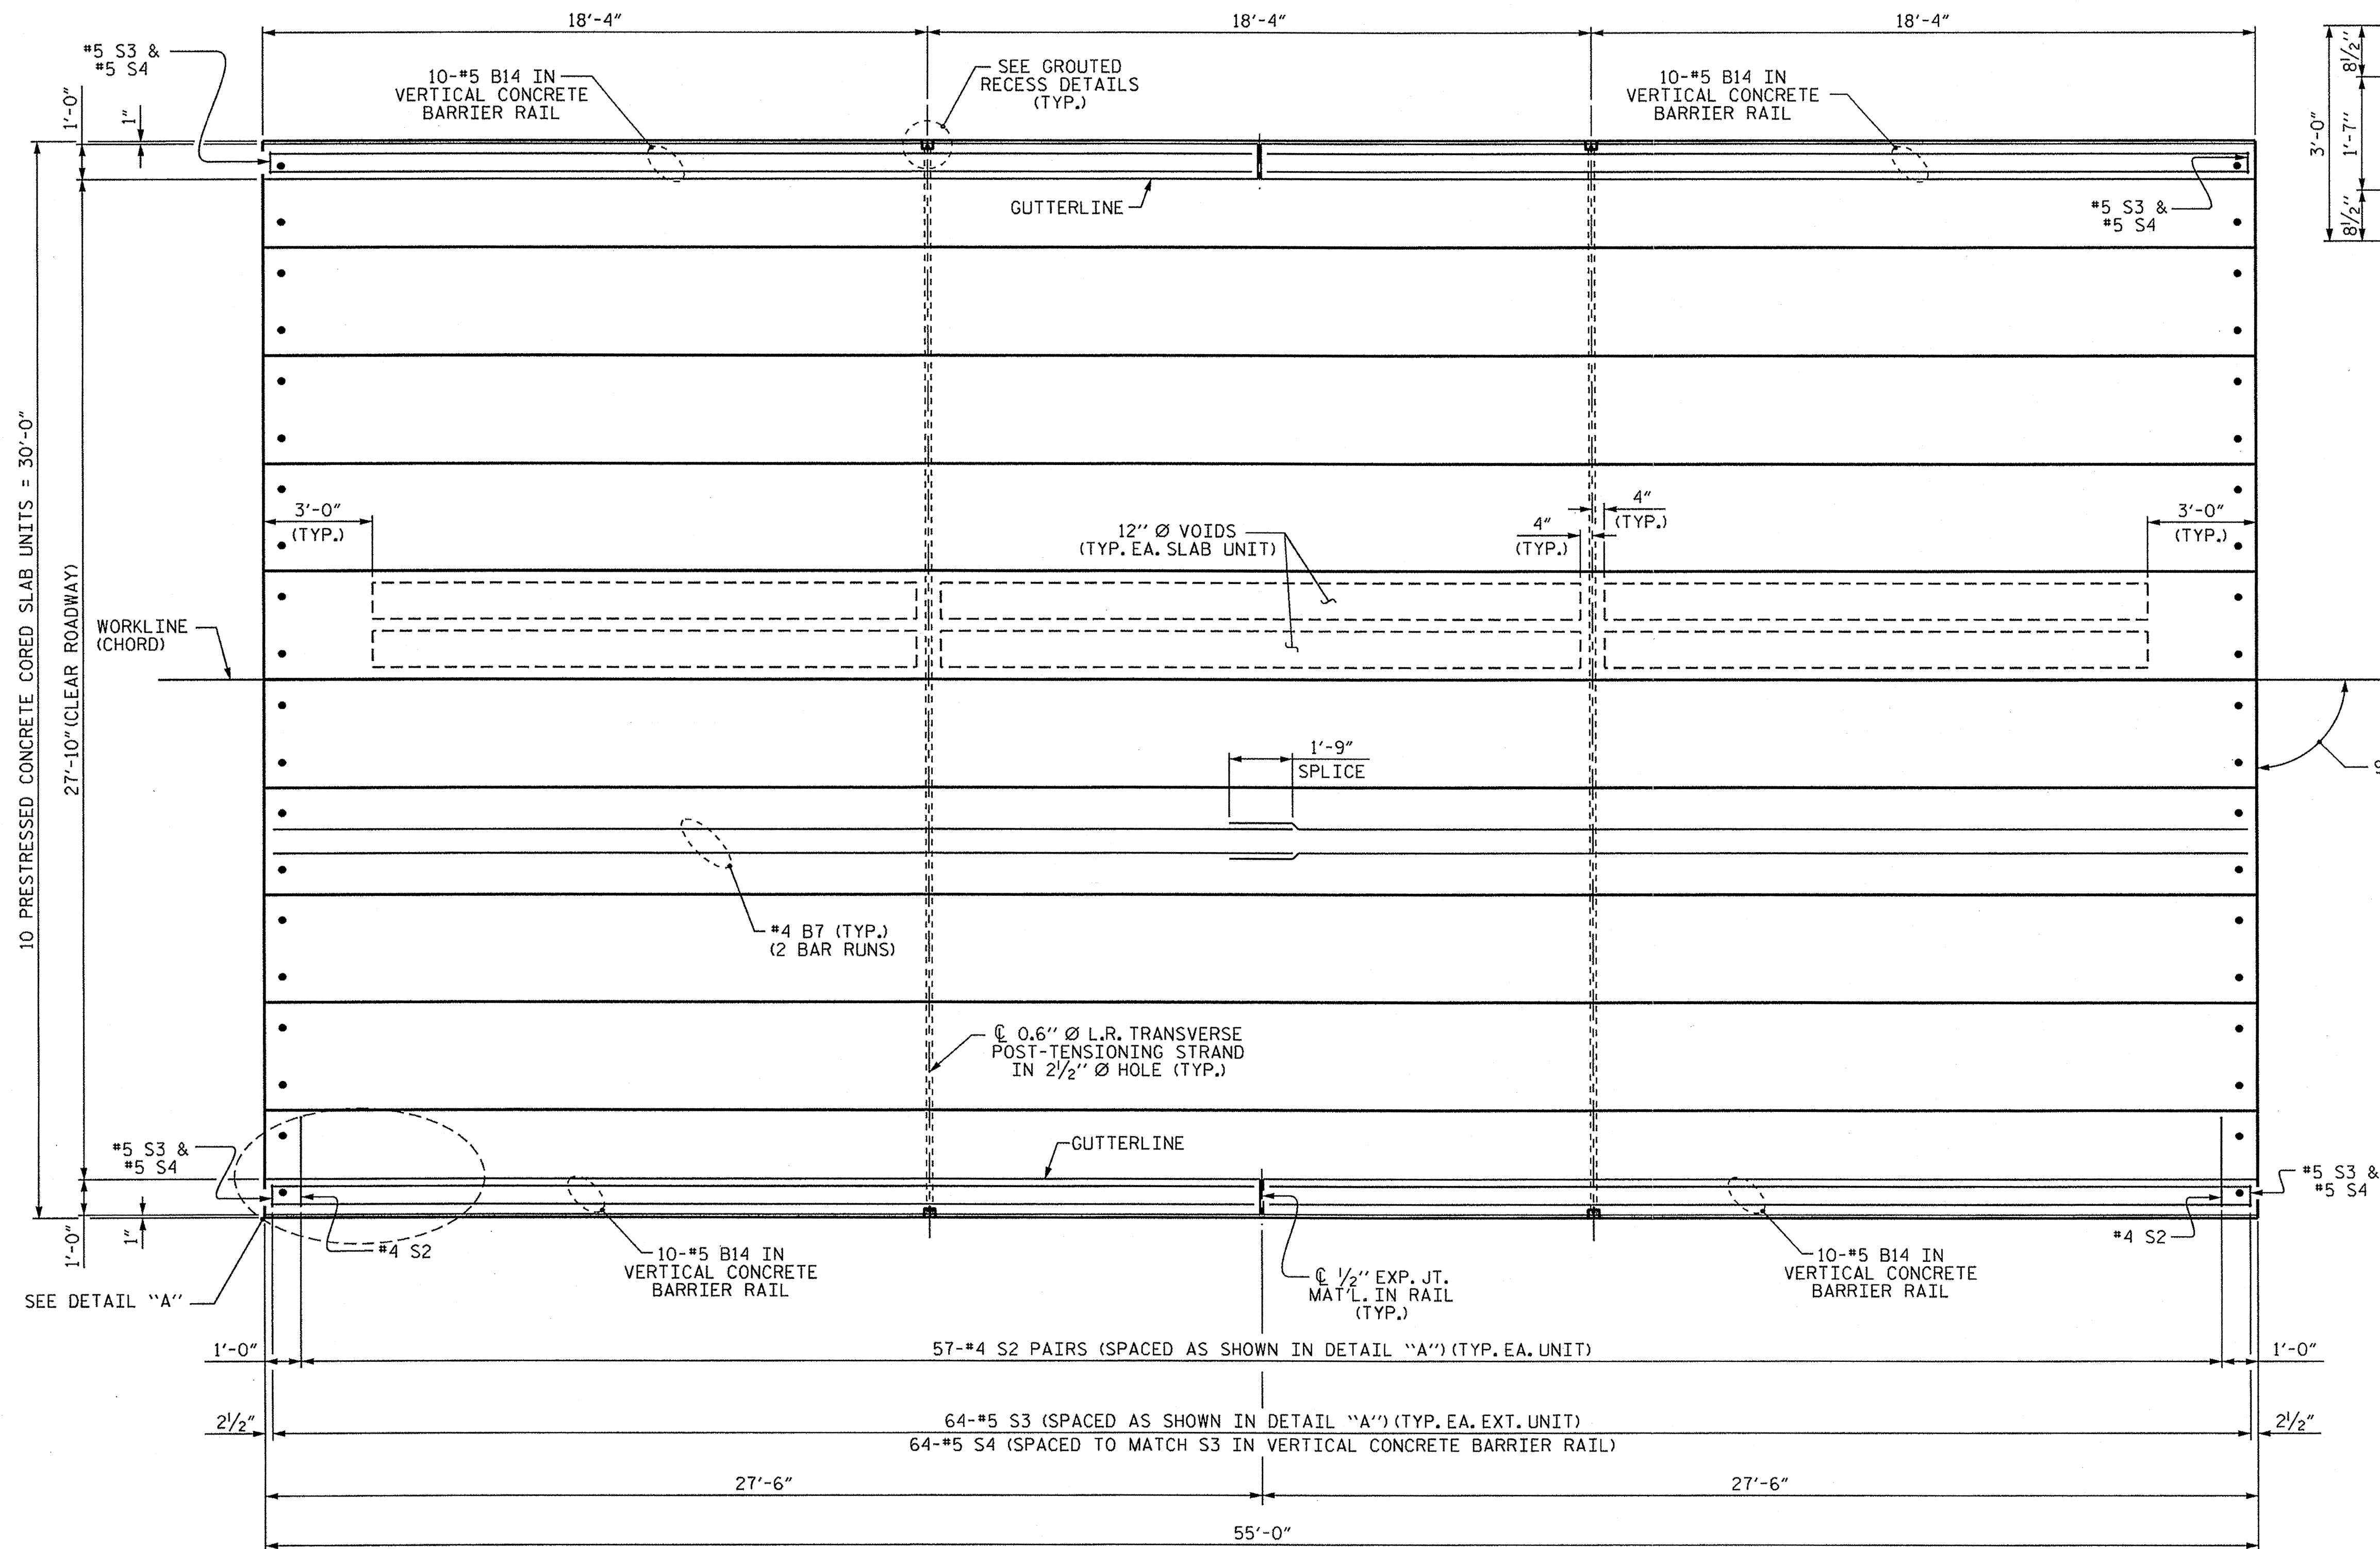 18'-4"
18'-4"
18'-4"
#5 S3 &
#5 S4
10-#5 B14 IN
VERTICAL CONCRETE
BARRIER RAIL
SEE GROUTED
RECESS DETAILS
(TYP.)
10-#5 B14 IN
VERTICAL CONCRETE
BARRIER RAIL
8½"
1'-7"
8½"
3'-0"
1'-0"
1"
GUTTERLINE
#5 S3 &
#5 S4
10 PRESTRESSED CONCRETE CORED SLAB UNITS = 30'-0"
27'-10" (CLEAR ROADWAY)
3'-0"
(TYP.)
12" Ø VOIDS
(TYP. EA. SLAB UNIT)
4"
(TYP.)
4"
(TYP.)
3'-0"
(TYP.)
WORKLINE
(CHORD)
1'-9"
SPLICE
9
#4 B7 (TYP.)
(2 BAR RUNS)
℄ 0.6" Ø L.R. TRANSVERSE
POST-TENSIONING STRAND
IN 2½" Ø HOLE (TYP.)
#5 S3 &
#5 S4
GUTTERLINE
#5 S3 &
#5 S4
1'-0"
1"
#4 S2
10-#5 B14 IN
VERTICAL CONCRETE
BARRIER RAIL
℄ ½" EXP. JT.
MAT'L. IN RAIL
(TYP.)
10-#5 B14 IN
VERTICAL CONCRETE
BARRIER RAIL
#4 S2
SEE DETAIL "A"
1'-0"
57-#4 S2 PAIRS (SPACED AS SHOWN IN DETAIL "A") (TYP. EA. UNIT)
1'-0"
2½"
64-#5 S3 (SPACED AS SHOWN IN DETAIL "A") (TYP. EA. EXT. UNIT)
64-#5 S4 (SPACED TO MATCH S3 IN VERTICAL CONCRETE BARRIER RAIL)
2½"
27'-6"
27'-6"
55'-0"